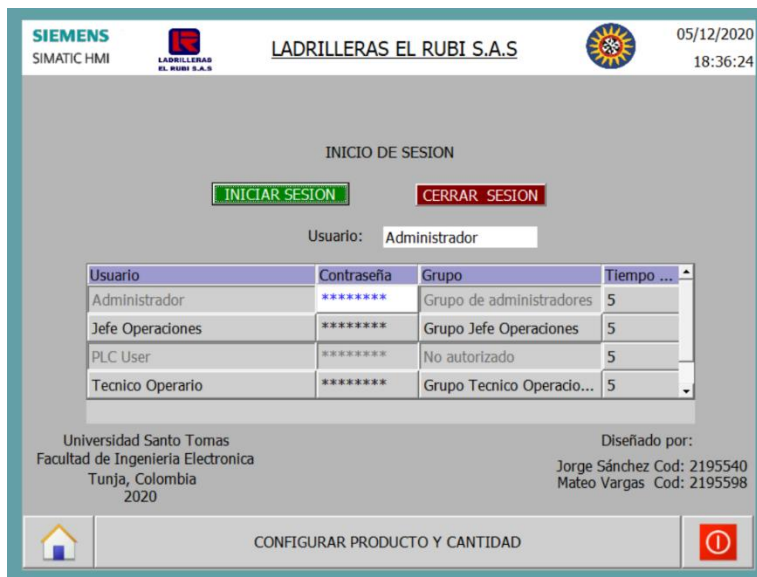 SIEMENS
SIMATIC HMI
LADRILLERAS
EL RUBI S.A.S
LADRILLERAS EL RUBI S.A.S
05/12/2020
18:36:24
INICIO DE SESION
INICIAR SESION
CERRAR SESION
Usuario: Administrador
Usuario Contraseña Grupo Tiempo ...
Administrador ******** Grupo de administradores 5
Jefe Operaciones ******** Grupo Jefe Operaciones 5
PLC User ******** No autorizado 5
Tecnico Operario ******** Grupo Tecnico Operacio... 5
Universidad Santo Tomas
Facultad de Ingenieria Electronica
Tunja, Colombia
2020
Diseñado por:
Jorge Sánchez Cod: 2195540
Mateo Vargas Cod: 2195598
CONFIGURAR PRODUCTO Y CANTIDAD